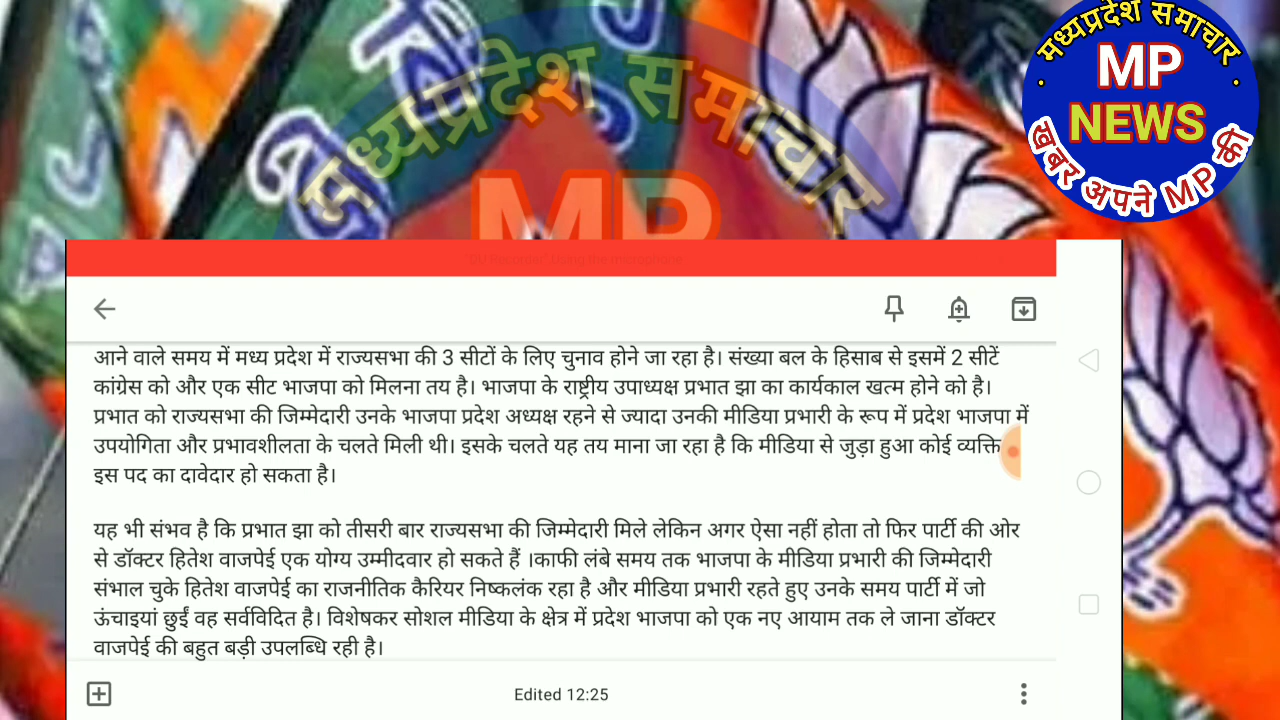 मध्यप्रदेश समाचार
MP
NEWS
खबर अपने MP की
मध्यप्रदेश समाचार
MP
आने वाले समय में मध्य प्रदेश में राज्यसभा की 3 सीटों के लिए चुनाव होने जा रहा है। संख्या बल के हिसाब से इसमें 2 सीटें
कांग्रेस को और एक सीट भाजपा को मिलना तय है। भाजपा के राष्ट्रीय उपाध्यक्ष प्रभात झा का कार्यकाल खत्म होने को है।
प्रभात को राज्यसभा की जिम्मेदारी उनके भाजपा प्रदेश अध्यक्ष रहने से ज्यादा उनकी मीडिया प्रभारी के रूप में प्रदेश भाजपा में
उपयोगिता और प्रभावशीलता के चलते मिली थी। इसके चलते यह तय माना जा रहा है कि मीडिया से जुड़ा हुआ कोई व्यक्ति
इस पद का दावेदार हो सकता है।
यह भी संभव है कि प्रभात झा को तीसरी बार राज्यसभा की जिम्मेदारी मिले लेकिन अगर ऐसा नहीं होता तो फिर पार्टी की ओर
से डॉक्टर हितेश वाजपेई एक योग्य उम्मीदवार हो सकते हैं ।काफी लंबे समय तक भाजपा के मीडिया प्रभारी की जिम्मेदारी
संभाल चुके हितेश वाजपेई का राजनीतिक कैरियर निष्कलंक रहा है और मीडिया प्रभारी रहते हुए उनके समय पार्टी में जो
ऊंचाइयां छुईं वह सर्वविदित है। विशेषकर सोशल मीडिया के क्षेत्र में प्रदेश भाजपा को एक नए आयाम तक ले जाना डॉक्टर
वाजपेई की बहुत बड़ी उपलब्धि रही है।
Edited 12:25